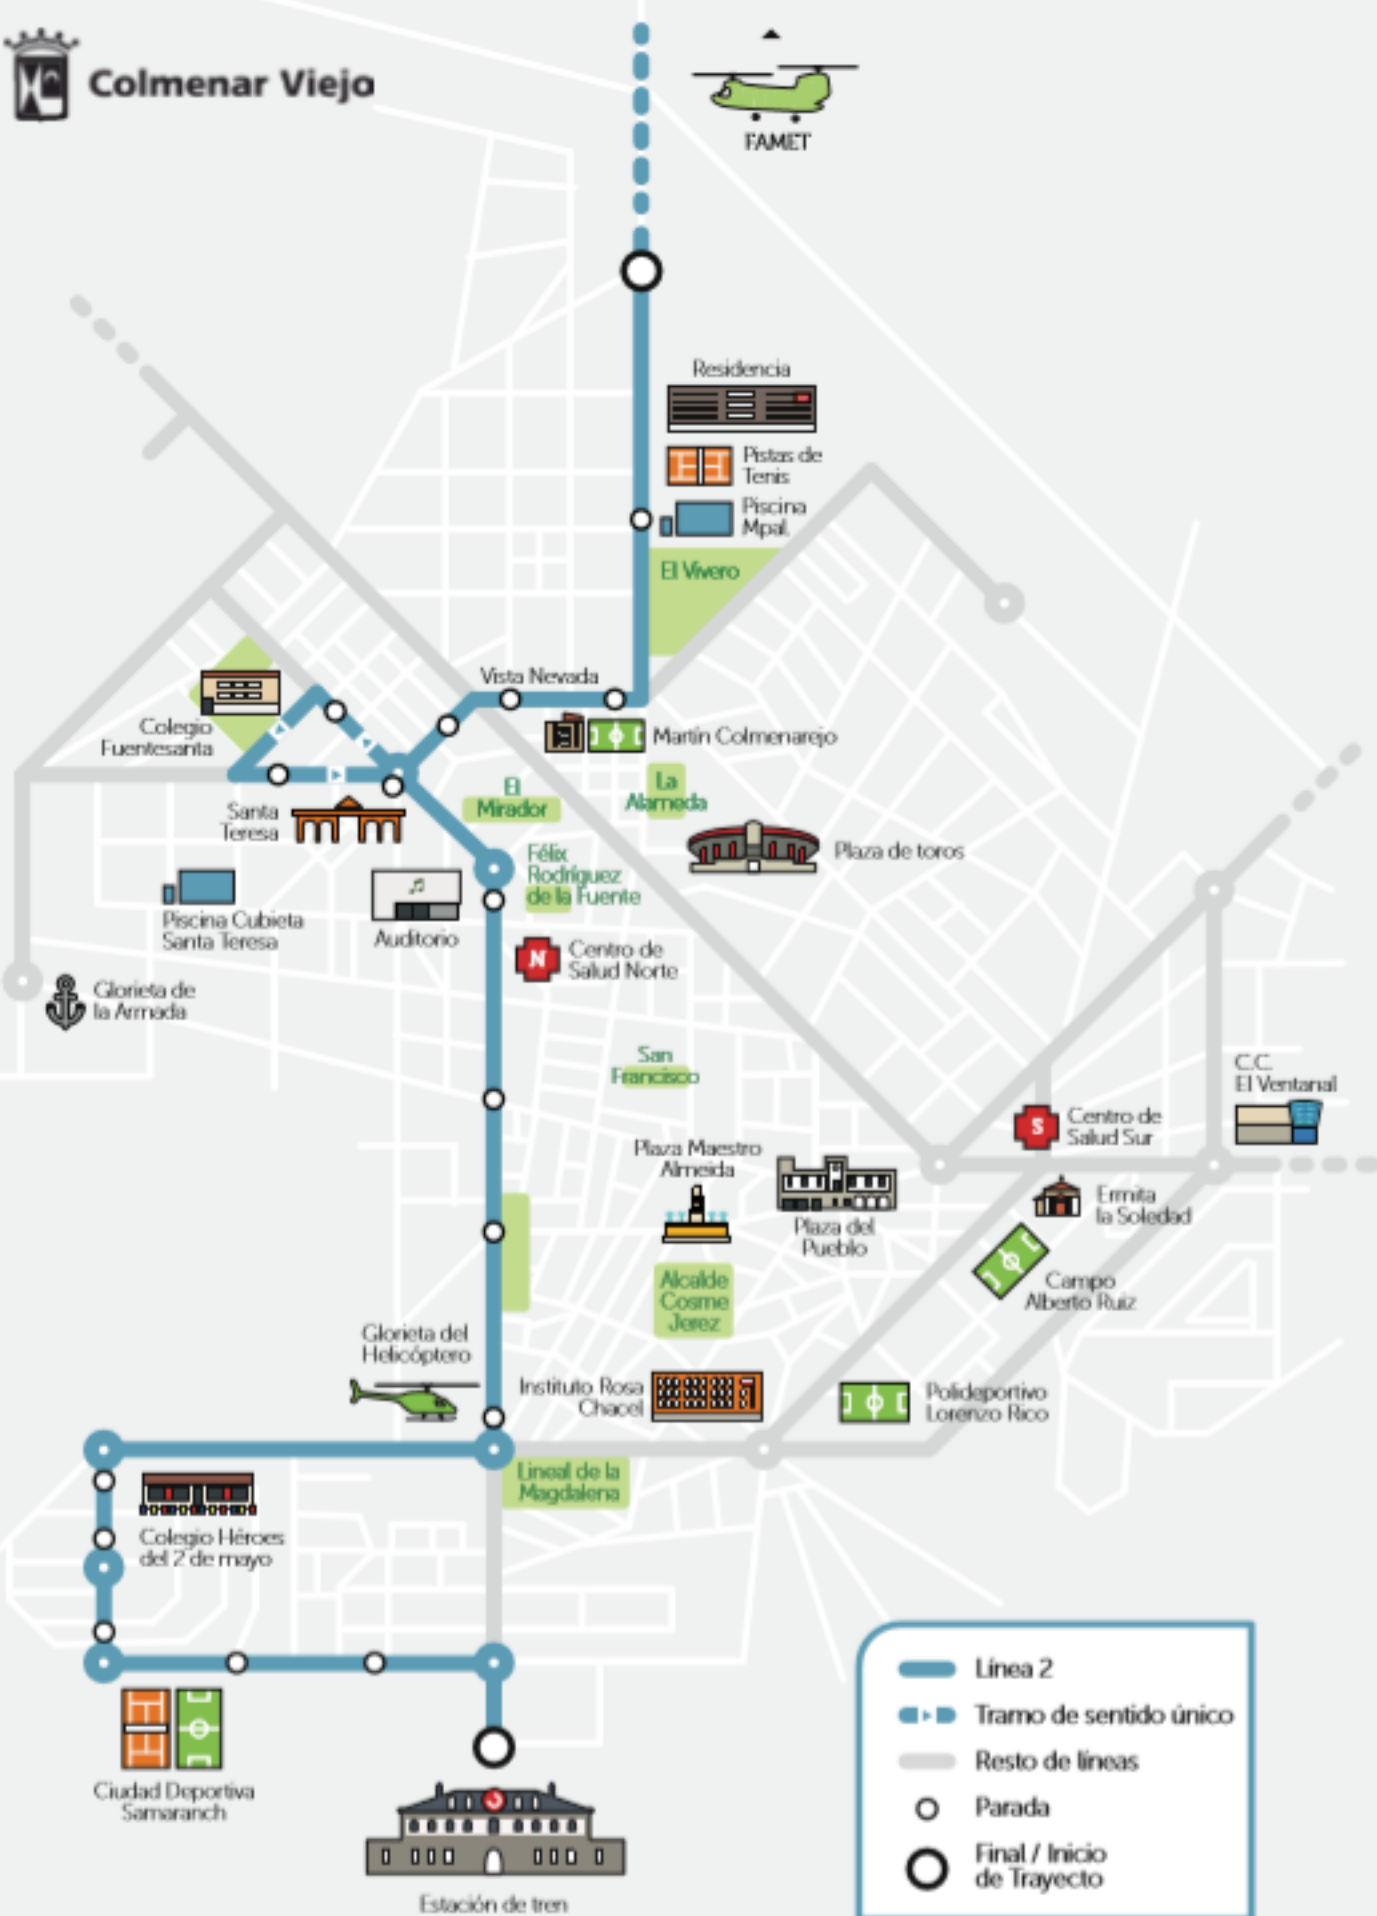 Colmenar Viejo
FAMET
Residencia
Pistas de
Tenis
Piscina
Mpal.
El Vivero
Vista Nevada
Colegio
Fuentesanta
Martín Colmenarejo
El
Mirador
La
Alameda
Santa
Teresa
Plaza de toros
Félix
Rodríguez
de la Fuente
Piscina Cubieta
Santa Teresa
Auditorio
N
Centro de
Salud Norte
Glorieta de
la Armada
San
Francisco
C.C.
El Ventanal
S
Centro de
Salud Sur
Plaza Maestro
Almeida
Plaza del
Pueblo
Ermita
la Soledad
Alcalde
Cosme
Jerez
Campo
Alberto Ruiz
Glorieta del
Helicóptero
Instituto Rosa
Chacel
Polideportivo
Lorenzo Rico
Lineal de la
Magdalena
Colegio Héroes
del 2 de mayo
Ciudad Deportiva
Samaranch
Estación de tren
Línea 2
Tramo de sentido único
Resto de líneas
Parada
Final / Inicio
de Trayecto